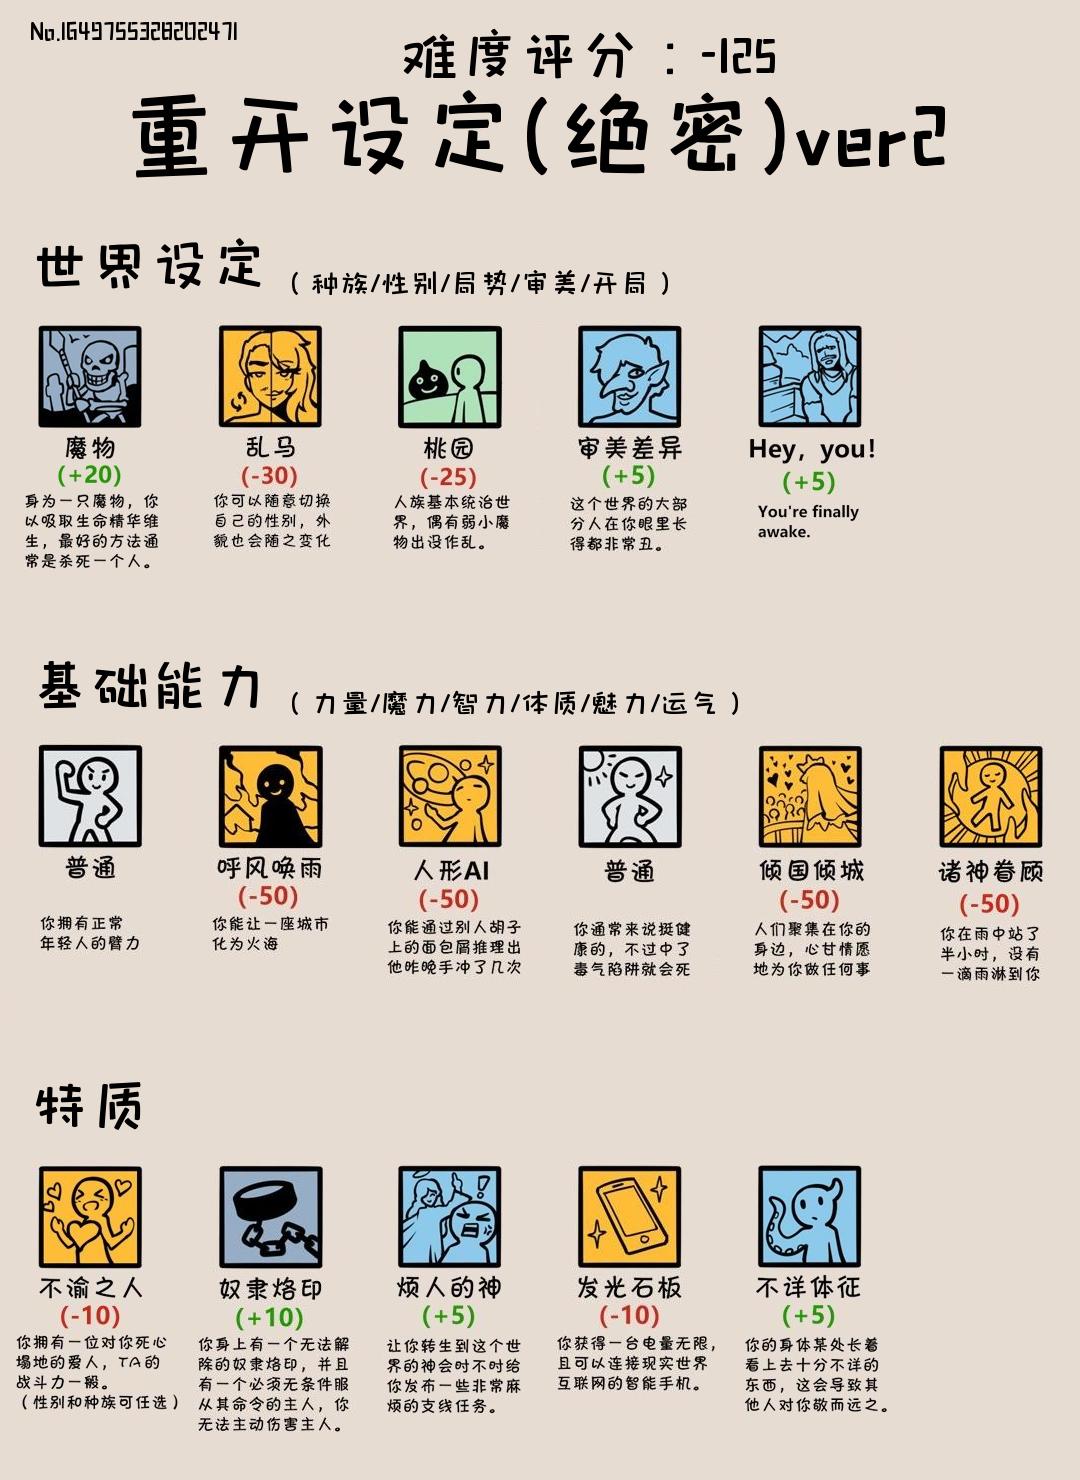 No.1649755328202471
难度评分：-125
重开设定(绝密)ver2
世界设定
（种族/性别/局势/审美/开局）
魔物
(+20)
身为一只魔物，你
以吸取生命精华维
生，最好的方法通
常是杀死一个人。
乱马
(-30)
你可以随意切换
自己的性别，外
貌也会随之变化
桃园
(-25)
人族基本统治世
界，偶有弱小魔
物出没作乱。
审美差异
(+5)
这个世界的大部
分人在你眼里长
得都非常丑。
Hey, you!
(+5)
You're finally
awake.
基础能力
（力量/魔力/智力/体质/魅力/运气）
普通
你拥有正常
年轻人的臂力
呼风唤雨
(-50)
你能让一座城市
化为火海
人形AI
(-50)
你能通过别人胡子
上的面包屑推理出
他昨晚手冲了几次
普通
你通常来说挺健
康的，不过中了
毒气陷阱就会死
倾国倾城
(-50)
人们聚集在你的
身边，心甘情愿
地为你做任何事
诸神眷顾
(-50)
你在雨中站了
半小时，没有
一滴雨淋到你
特质
不渝之人
(-10)
你拥有一位对你死心
塌地的爱人，TA的
战斗力一般。
（性别和种族可任选）
奴隶烙印
(+10)
你身上有一个无法解
除的奴隶烙印，并且
有一个必须无条件服
从其命令的主人，你
无法主动伤害主人。
烦人的神
(+5)
让你转生到这个世
界的神会时不时给
你发布一些非常麻
烦的支线任务。
发光石板
(-10)
你获得一台电量无限，
且可以连接现实世界
互联网的智能手机。
不详体征
(+5)
你的身体某处长着
看上去十分不详的
东西，这会导致其
他人对你敬而远之。